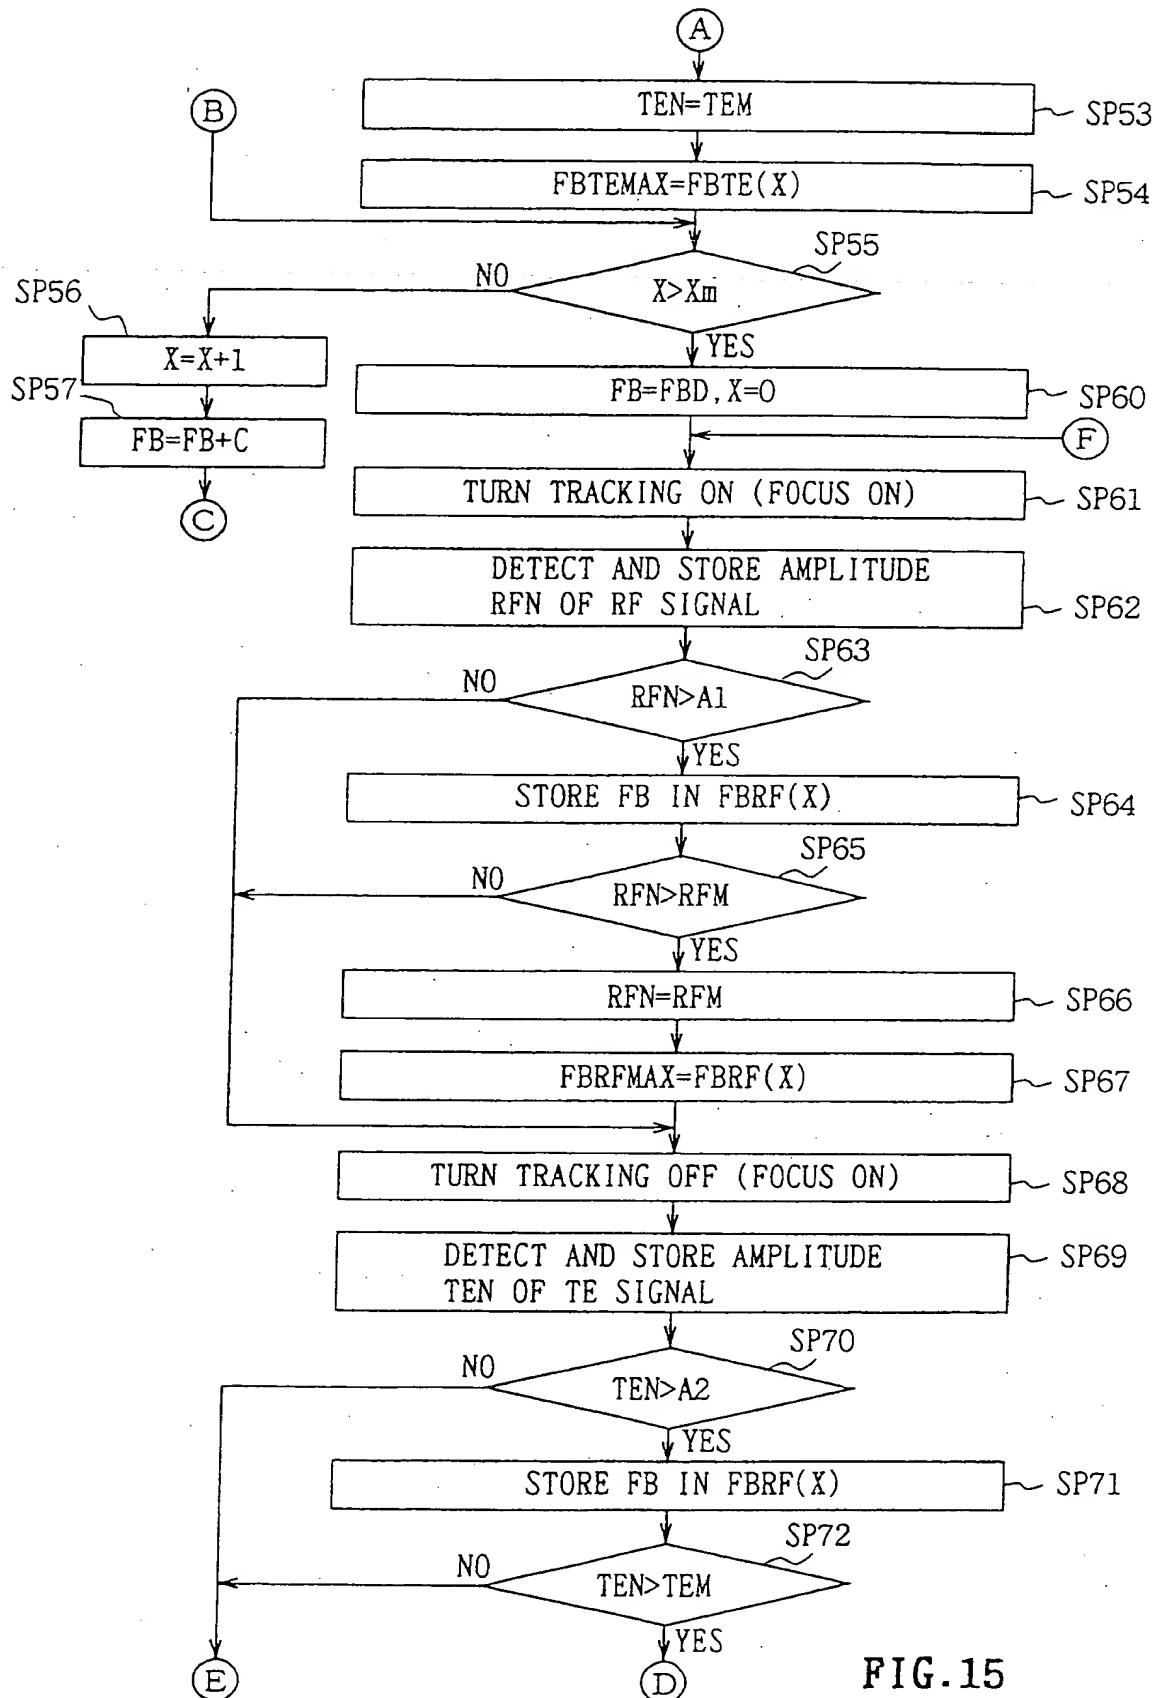 A
TEN=TEM
SP53
B
FBTEMAX=FBTE(X)
SP54
SP55
NO
X>Xm
SP56
YES
X=X+1
SP57
FB=FBD,X=0
SP60
FB=FB+C
F
C
TURN TRACKING ON (FOCUS ON)
SP61
DETECT AND STORE AMPLITUDE
RFN OF RF SIGNAL
SP62
SP63
NO
RFN>A1
YES
STORE FB IN FBRF(X)
SP64
SP65
NO
RFN>RFM
YES
RFN=RFM
SP66
FBRFMAX=FBRF(X)
SP67
TURN TRACKING OFF (FOCUS ON)
SP68
DETECT AND STORE AMPLITUDE
TEN OF TE SIGNAL
SP69
SP70
NO
TEN>A2
YES
STORE FB IN FBRF(X)
SP71
SP72
NO
TEN>TEM
YES
E
D
FIG.15